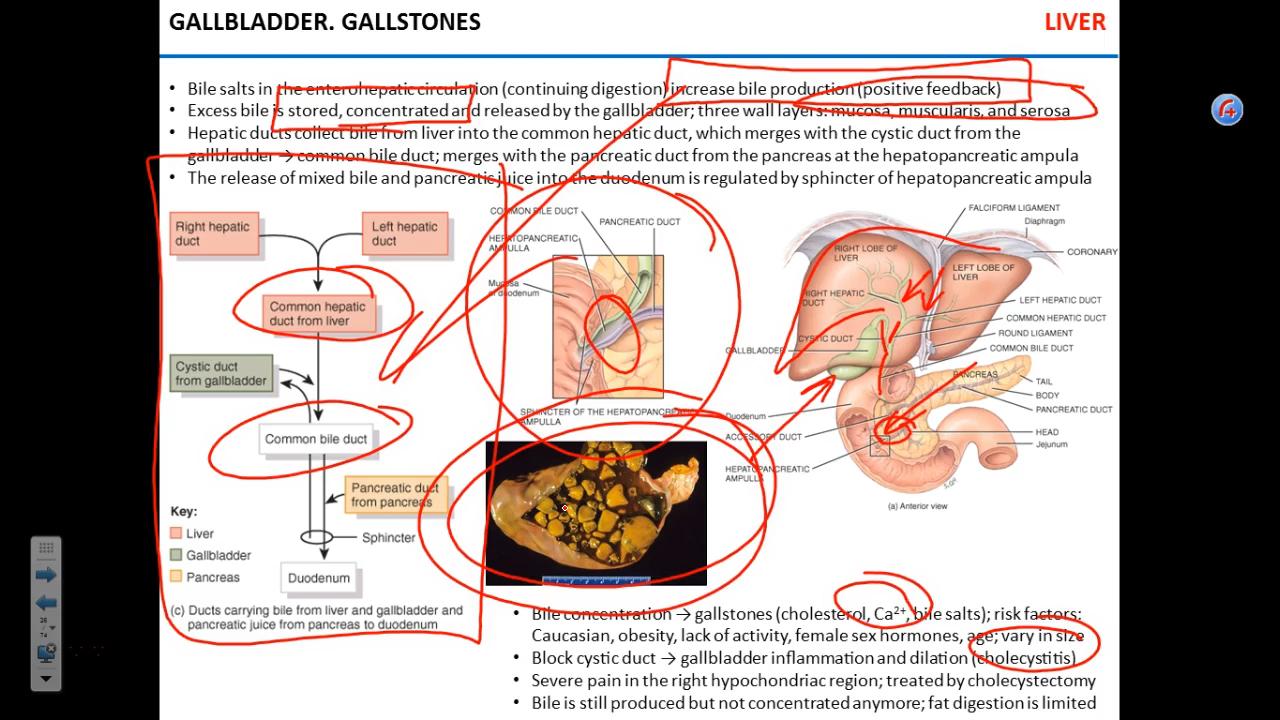 GALLBLADDER. GALLSTONES
LIVER
• Bile salts in the enterohepatic circulation (continuing digestion) increase bile production (positive feedback)
• Excess bile is stored, concentrated and released by the gallbladder; three wall layers: mucosa, muscularis, and serosa
• Hepatic ducts collect bile from liver into the common hepatic duct, which merges with the cystic duct from the
gallbladder → common bile duct; merges with the pancreatic duct from the pancreas at the hepatopancreatic ampula
• The release of mixed bile and pancreatic juice into the duodenum is regulated by sphincter of hepatopancreatic ampula
Right hepatic
duct
Left hepatic
duct
Common hepatic
duct from liver
Cystic duct
from gallbladder
Common bile duct
Pancreatic duct
from pancreas
Key:
Liver
Gallbladder
Pancreas
Sphincter
Duodenum
(c) Ducts carrying bile from liver and gallbladder and
pancreatic juice from pancreas to duodenum
COMMON BILE DUCT
PANCREATIC DUCT
HEPATOPANCREATIC
AMPULLA
Mucosa
of duodenum
SPHINCTER OF THE HEPATOPANCREATIC
AMPULLA
FALCIFORM LIGAMENT
Diaphragm
CORONARY
RIGHT LOBE OF
LIVER
LEFT LOBE OF
LIVER
RIGHT HEPATIC
DUCT
LEFT HEPATIC DUCT
COMMON HEPATIC DUCT
ROUND LIGAMENT
CYSTIC DUCT
COMMON BILE DUCT
GALLBLADDER
PANCREAS
TAIL
BODY
PANCREATIC DUCT
Duodenum
HEAD
ACCESSORY DUCT
Jejunum
HEPATOPANCREATIC
AMPULLA
(a) Anterior view
• Bile concentration → gallstones (cholesterol, Ca²⁺, bile salts); risk factors:
Caucasian, obesity, lack of activity, female sex hormones, age; vary in size
• Block cystic duct → gallbladder inflammation and dilation (cholecystitis)
• Severe pain in the right hypochondriac region; treated by cholecystectomy
• Bile is still produced but not concentrated anymore; fat digestion is limited